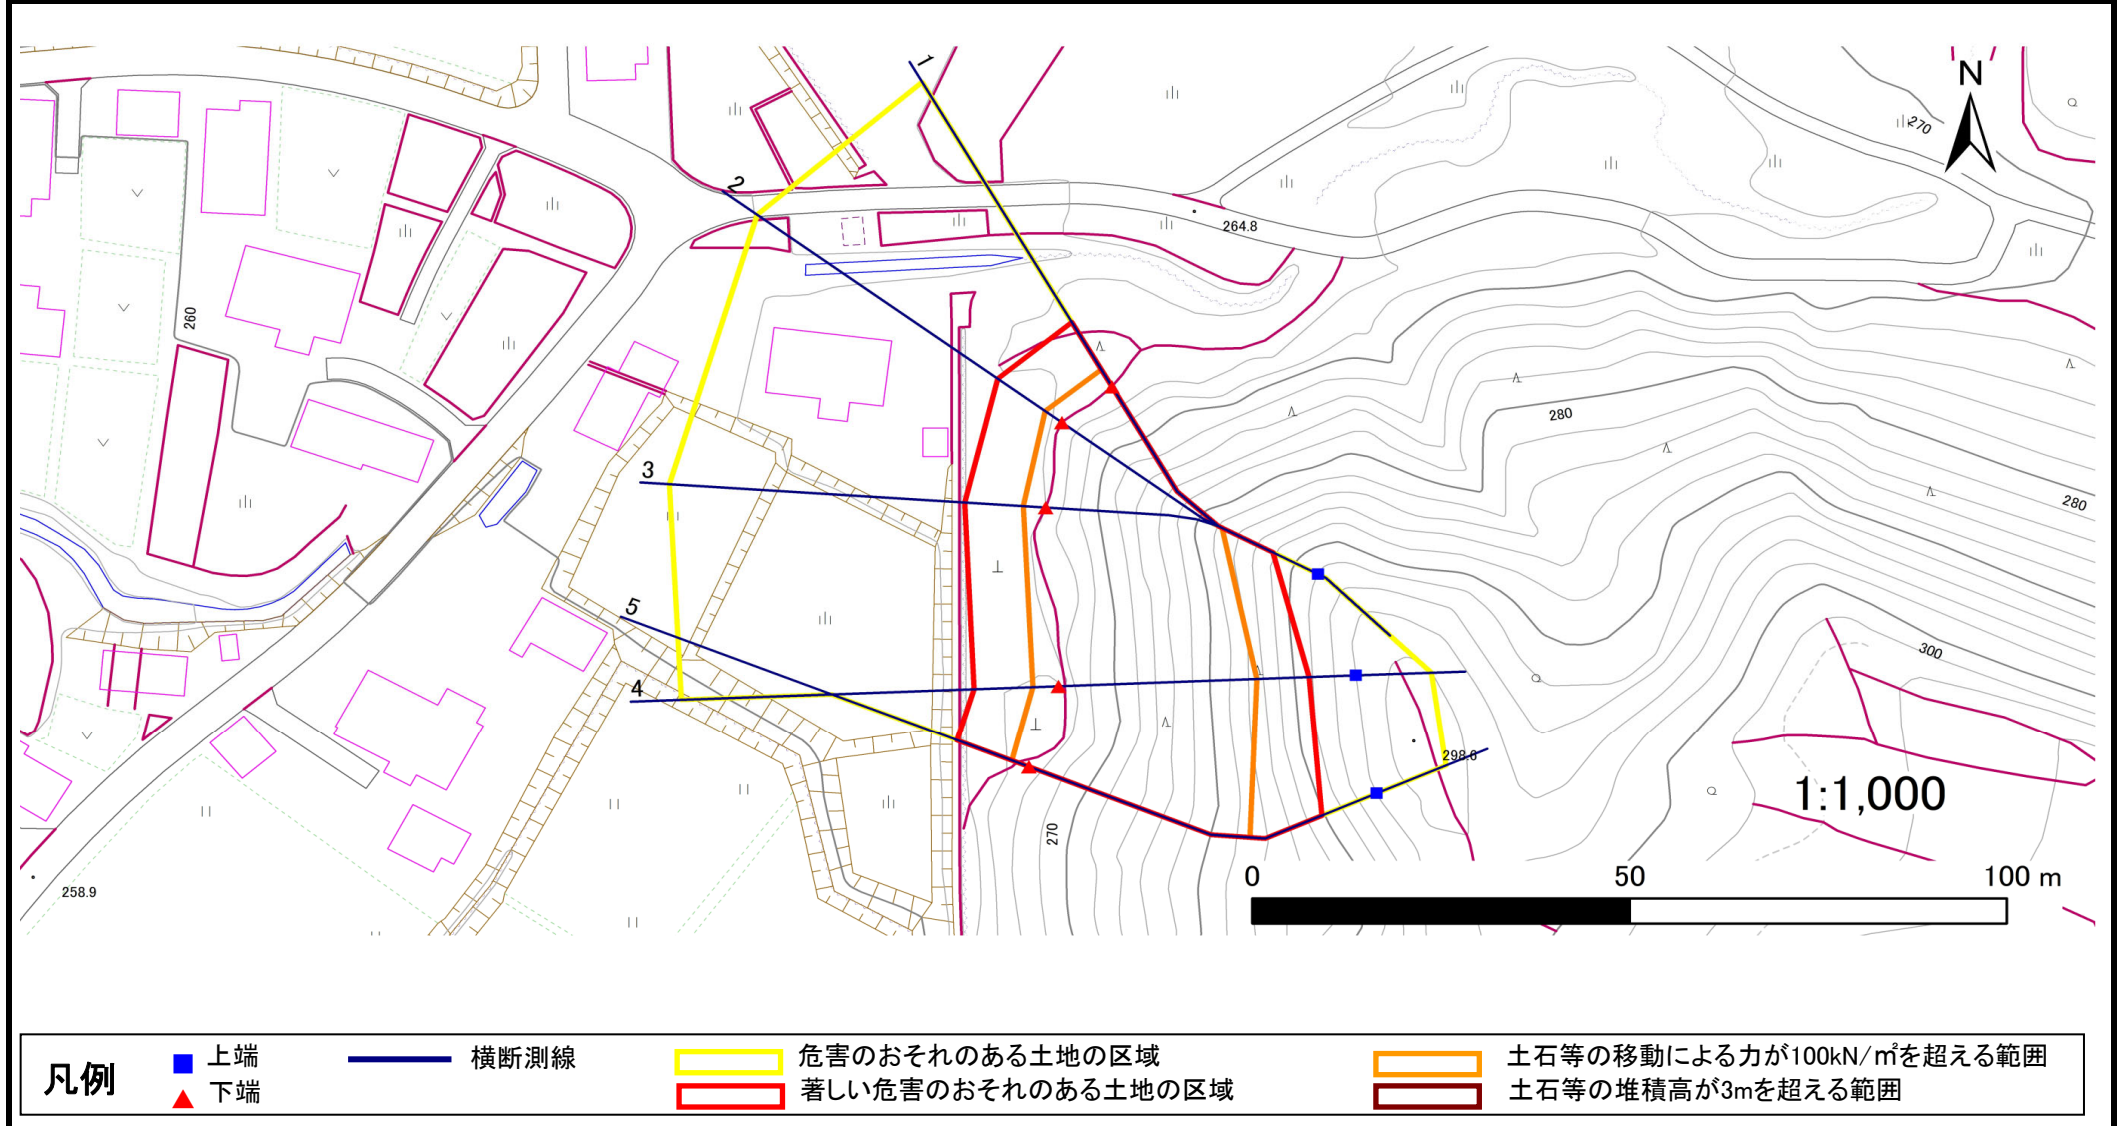 1
N
270
2
264.8
260
280
3
280
5
300
4
298.6
1:1,000
270
0 50 100 m
258.9
凡例
上端
下端
横断測線
危害のおそれのある土地の区域
著しい危害のおそれのある土地の区域
土石等の移動による力が100kN/㎡を超える範囲
土石等の堆積高が3mを超える範囲